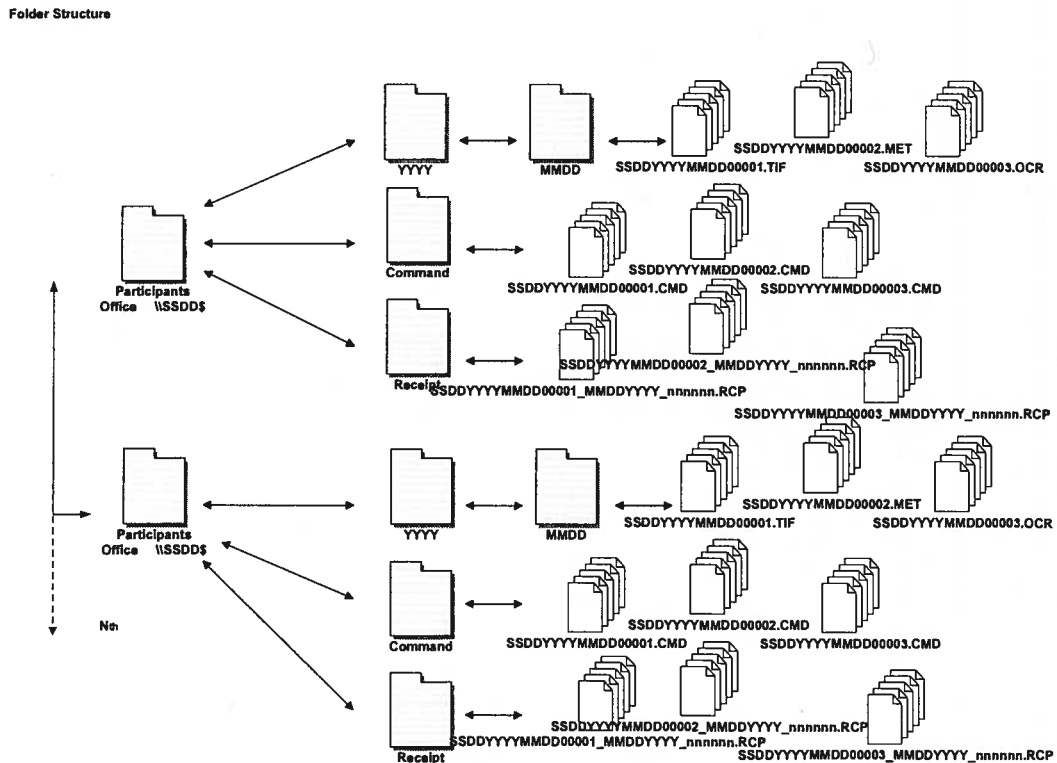 Folder Structure
YYYY
MMDD
SSDDYYYYMMDD00001.TIF
SSDDYYYYMMDD00002.MET
SSDDYYYYMMDD00003.OCR
Participants
Office \\SSDD$
Command
SSDDYYYYMMDD00001.CMD
SSDDYYYYMMDD00002.CMD
SSDDYYYYMMDD00003.CMD
Receipt
SSDDYYYYMMDD00001_MMDDYYYY_nnnnnn.RCP
SSDDYYYYMMDD00002_MMDDYYYY_nnnnnn.RCP
SSDDYYYYMMDD00003_MMDDYYYY_nnnnnn.RCP
Participants
Office \\SSDD$
YYYY
MMDD
SSDDYYYYMMDD00001.TIF
SSDDYYYYMMDD00002.MET
SSDDYYYYMMDD00003.OCR
Nth
Command
SSDDYYYYMMDD00001.CMD
SSDDYYYYMMDD00002.CMD
SSDDYYYYMMDD00003.CMD
Receipt
SSDDYYYYMMDD00001_MMDDYYYY_nnnnnn.RCP
SSDDYYYYMMDD00002_MMDDYYYY_nnnnnn.RCP
SSDDYYYYMMDD00003_MMDDYYYY_nnnnnn.RCP